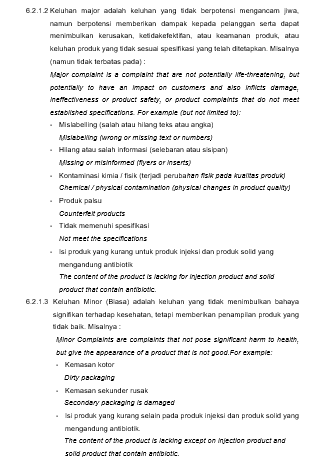 6.2.1.2 Keluhan major adalah keluhan yang tidak berpotensi mengancam jiwa,
namun berpotensi memberikan dampak kepada pelanggan serta dapat
menimbulkan kerusakan, ketidakefektifan, atau keamanan produk, atau
keluhan produk yang tidak sesuai spesifikasi yang telah ditetapkan. Misalnya
(namun tidak terbatas pada) :
Major complaint is a complaint that are not potentially life-threatening, but
potentially to have an impact on customers and also inflicts damage,
ineffectiveness or product safety, or product complaints that do not meet
established specifications. For example (but not limited to):
- Mislabelling (salah atau hilang teks atau angka)
Mislabelling (wrong or missing text or numbers)
- Hilang atau salah informasi (selebaran atau sisipan)
Missing or misinformed (flyers or inserts)
- Kontaminasi kimia / fisik (terjadi perubahan fisik pada kualitas produk)
Chemical / physical contamination (physical changes in product quality)
- Produk palsu
Counterfeit products
- Tidak memenuhi spesifikasi
Not meet the specifications
- Isi produk yang kurang untuk produk injeksi dan produk solid yang
mengandung antibiotik
The content of the product is lacking for injection product and solid
product that contain antibiotic.
6.2.1.3 Keluhan Minor (Biasa) adalah keluhan yang tidak menimbulkan bahaya
signifikan terhadap kesehatan, tetapi memberikan penampilan produk yang
tidak baik. Misalnya :
Minor Complaints are complaints that not pose significant harm to health,
but give the appearance of a product that is not good.For example:
- Kemasan kotor
Dirty packaging
- Kemasan sekunder rusak
Secondary packaging is damaged
- Isi produk yang kurang selain pada produk injeksi dan produk solid yang
mengandung antibiotik.
The content of the product is lacking except on injection product and
solid product that contain antibiotic.